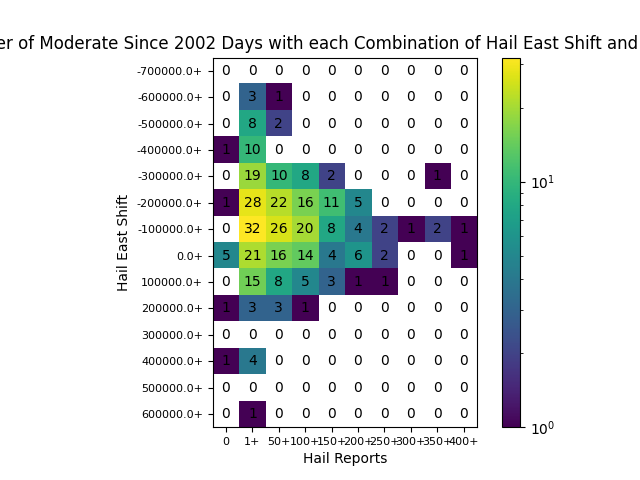 er of Moderate Since 2002 Days with each Combination of Hail East Shift and
-700000.0+ 0 0 0 0 0 0 0 0 0 0
-600000.0+ 0 3 1 0 0 0 0 0 0 0
-500000.0+ 0 8 2 0 0 0 0 0 0 0
-400000.0+ 1 10 0 0 0 0 0 0 0 0
-300000.0+ 0 19 10 8 2 0 0 0 1 0
-200000.0+ 1 28 22 16 11 5 0 0 0 0
-100000.0+ 0 32 26 20 8 4 2 1 2 1
0.0+ 5 21 16 14 4 6 2 0 0 1
100000.0+ 0 15 8 5 3 1 1 0 0 0
200000.0+ 1 3 3 1 0 0 0 0 0 0
300000.0+ 0 0 0 0 0 0 0 0 0 0
400000.0+ 1 4 0 0 0 0 0 0 0 0
500000.0+ 0 0 0 0 0 0 0 0 0 0
600000.0+ 0 1 0 0 0 0 0 0 0 0
0 1+ 50+ 100+ 150+ 200+ 250+ 300+ 350+ 400+
Hail Reports
Hail East Shift
10¹
10⁰